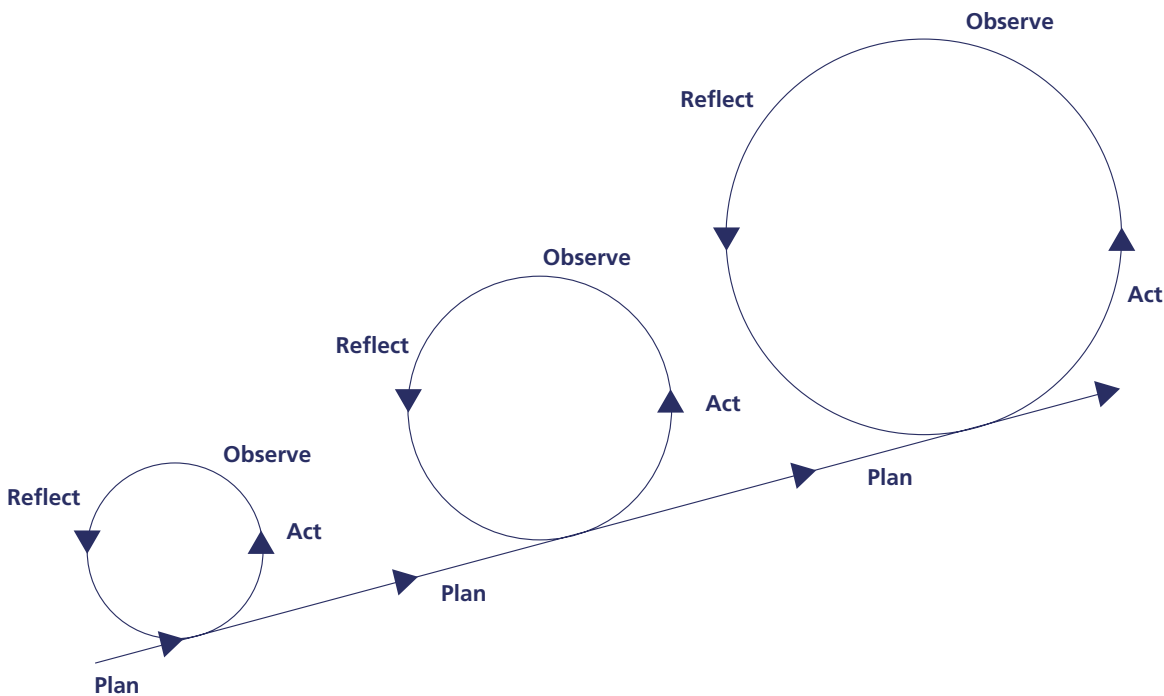 Observe
Reflect
Act
Plan
Observe
Reflect
Act
Plan
Observe
Reflect
Act
Plan